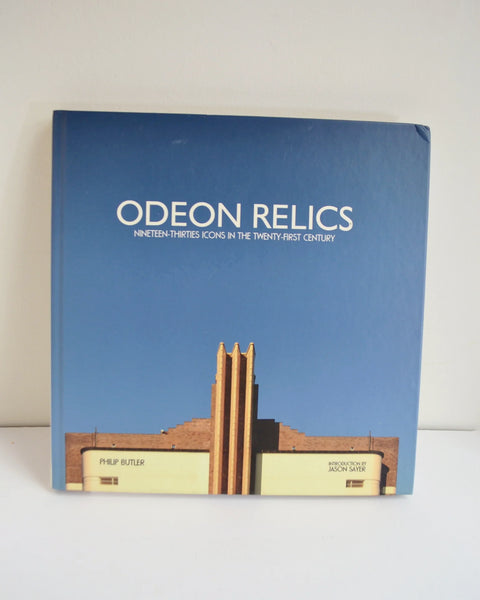 ODEON RELICS
NINETEEN-THIRTIES ICONS IN THE TWENTY-FIRST CENTURY
PHILIP BUTLER
INTRODUCTION BY
JASON SAYER